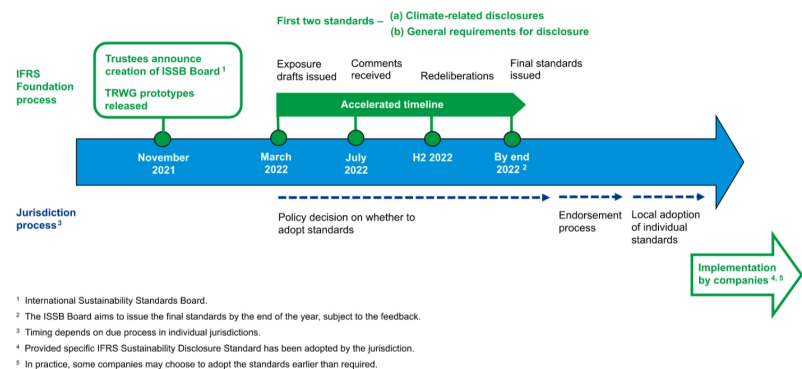 First two standards – (a) Climate-related disclosures
(b) General requirements for disclosure
IFRS
Foundation
process
Trustees announce
creation of ISSB Board ¹
TRWG prototypes
released
Exposure
drafts issued
Comments
received
Redeliberations
Final standards
issued
Accelerated timeline
November
2021
March
2022
July
2022
H2 2022
By end
2022 ²
Jurisdiction
process³
Policy decision on whether to
adopt standards
Endorsement
process
Local adoption
of individual
standards
Implementation
by companies ⁴˒ ⁵
¹ International Sustainability Standards Board.
² The ISSB Board aims to issue the final standards by the end of the year, subject to the feedback.
³ Timing depends on due process in individual jurisdictions.
⁴ Provided specific IFRS Sustainability Disclosure Standard has been adopted by the jurisdiction.
⁵ In practice, some companies may choose to adopt the standards earlier than required.